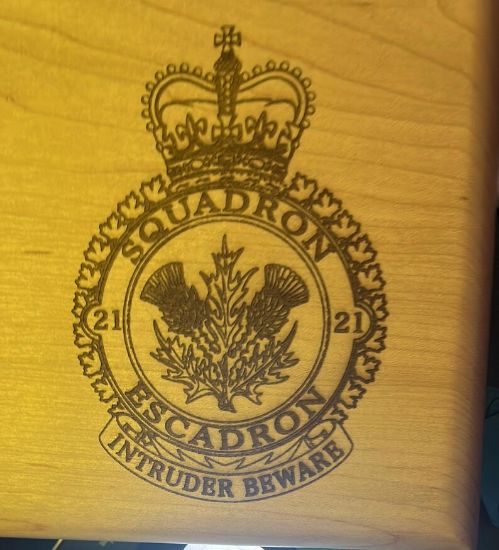 SQUADRON
21 21
ESCADRON
INTRUDER BEWARE